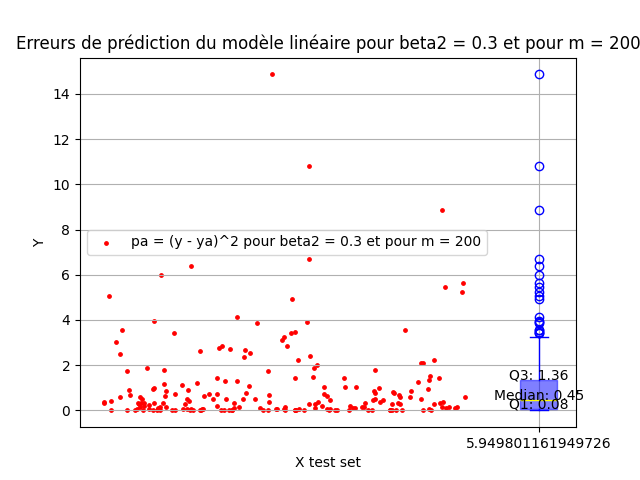 Erreurs de prédiction du modèle linéaire pour beta2 = 0.3 et pour m = 200
14
12
10
8
6
4
2
0
Y
pa = (y - ya)^2 pour beta2 = 0.3 et pour m = 200
Q3: 1.36
Median: 0.45
Q1: 0.08
5.949801161949726
X test set